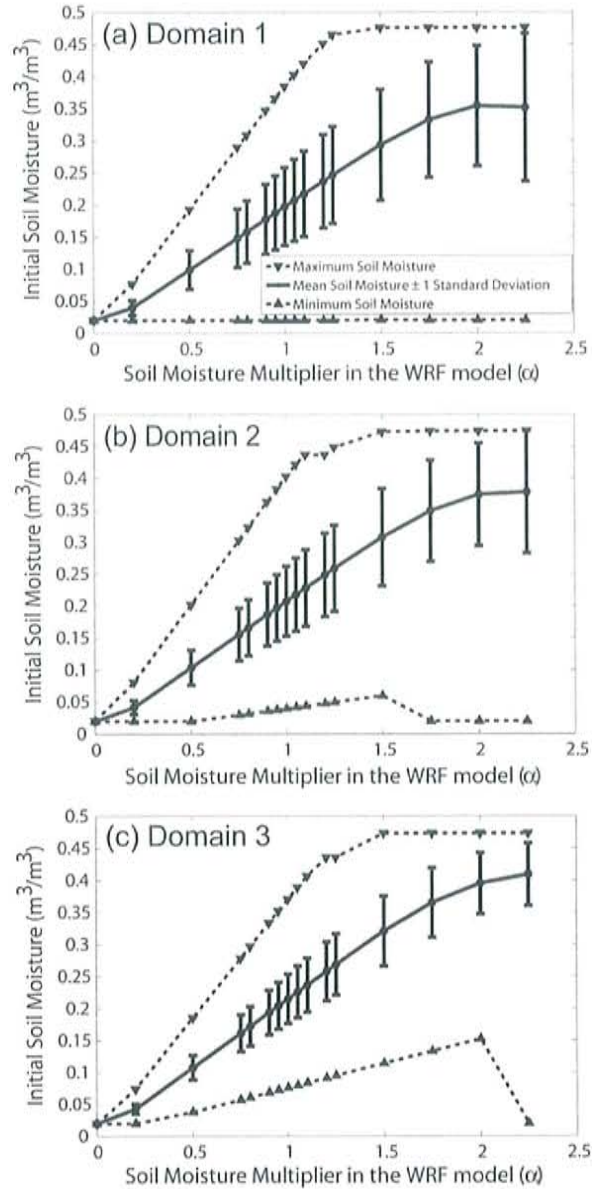 (a) Domain 1
Initial Soil Moisture (m³/m³)
0.5
0.45
0.4
0.35
0.3
0.25
0.2
0.15
0.1
0.05
0
Maximum Soil Moisture
Mean Soil Moisture ± 1 Standard Deviation
Minimum Soil Moisture
0 0.5 1 1.5 2 2.5
Soil Moisture Multiplier in the WRF model (α)
(b) Domain 2
Initial Soil Moisture (m³/m³)
0.5
0.45
0.4
0.35
0.3
0.25
0.2
0.15
0.1
0.05
0
0 0.5 1 1.5 2 2.5
Soil Moisture Multiplier in the WRF model (α)
(c) Domain 3
Initial Soil Moisture (m³/m³)
0.5
0.45
0.4
0.35
0.3
0.25
0.2
0.15
0.1
0.05
0
0 0.5 1 1.5 2 2.5
Soil Moisture Multiplier in the WRF model (α)